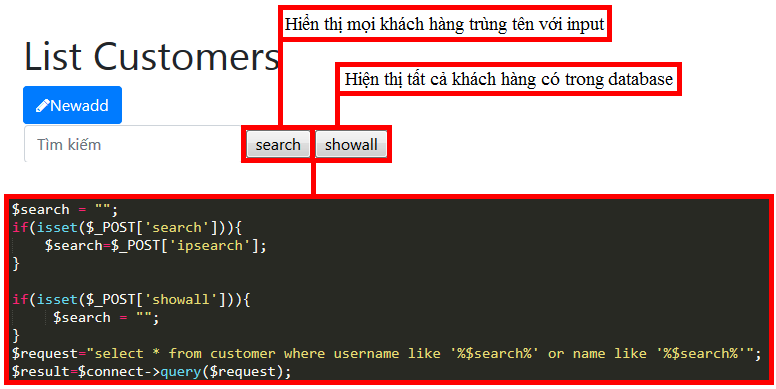 Hiển thị mọi khách hàng trùng tên với input
List Customers
Hiện thị tất cả khách hàng có trong database
Newadd
Tìm kiếm search showall
$search = "";
if(isset($_POST['search'])){
    $search=$_POST['ipsearch'];
}

if(isset($_POST['showall'])){
     $search = "";
}
$request="select * from customer where username like '%$search%' or name like '%$search%'";
$result=$connect->query($request);